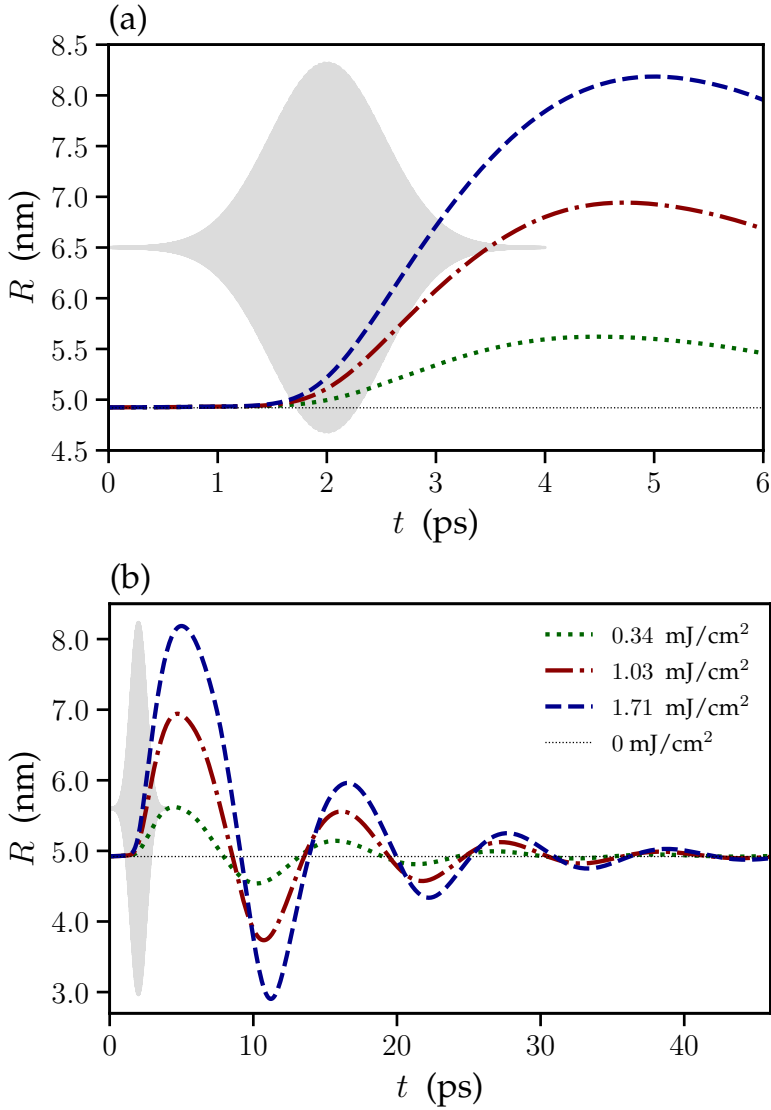 (a)
8.5
8.0
7.5
7.0
6.5
6.0
5.5
5.0
4.5
R (nm)
0 1 2 3 4 5 6
t (ps)
(b)
8.0
7.0
6.0
5.0
4.0
3.0
R (nm)
0.34 mJ/cm²
1.03 mJ/cm²
1.71 mJ/cm²
0 mJ/cm²
0 10 20 30 40
t (ps)